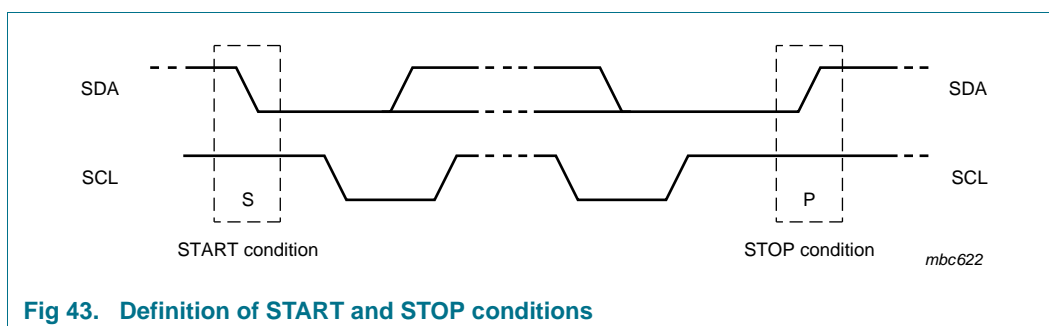 SDA SDA
SCL SCL
S P
START condition STOP condition
mbc622
Fig 43. Definition of START and STOP conditions